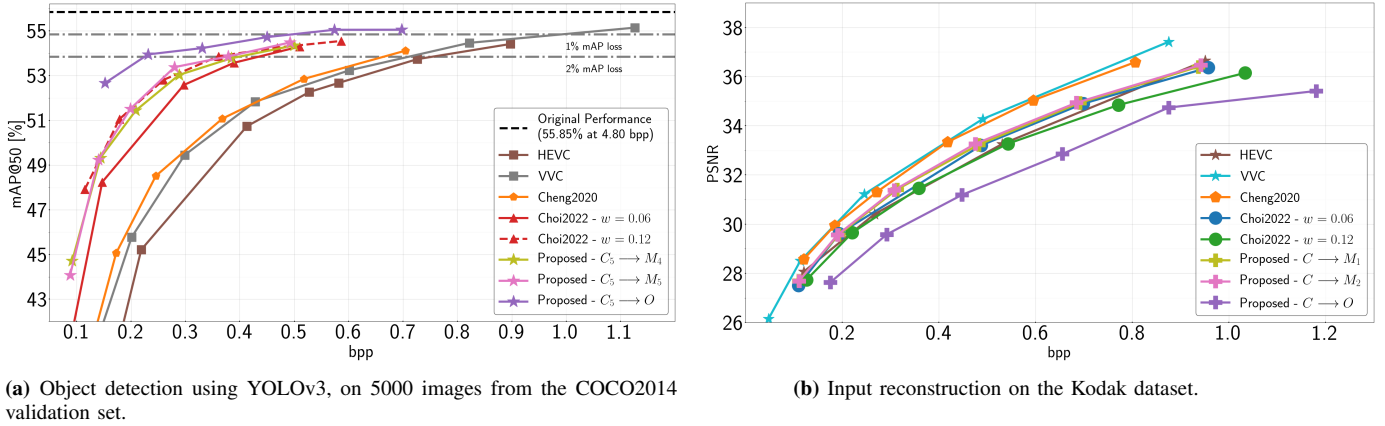 55
53
51
49
47
45
43
mAP@50 [%]
0.1 0.2 0.3 0.4 0.5 0.6 0.7 0.8 0.9 1.0 1.1
bpp
1% mAP loss
2% mAP loss
Original Performance
(55.85% at 4.80 bpp)
HEVC
VVC
Cheng2020
Choi2022 - w = 0.06
Choi2022 - w = 0.12
Proposed - C₅ ⟶ M₄
Proposed - C₅ ⟶ M₅
Proposed - C₅ ⟶ O
(a) Object detection using YOLOv3, on 5000 images from the COCO2014
validation set.
38
36
34
32
30
28
26
PSNR
0.2 0.4 0.6 0.8 1.0 1.2
bpp
HEVC
VVC
Cheng2020
Choi2022 - w = 0.06
Choi2022 - w = 0.12
Proposed - C ⟶ M₁
Proposed - C ⟶ M₂
Proposed - C ⟶ O
(b) Input reconstruction on the Kodak dataset.